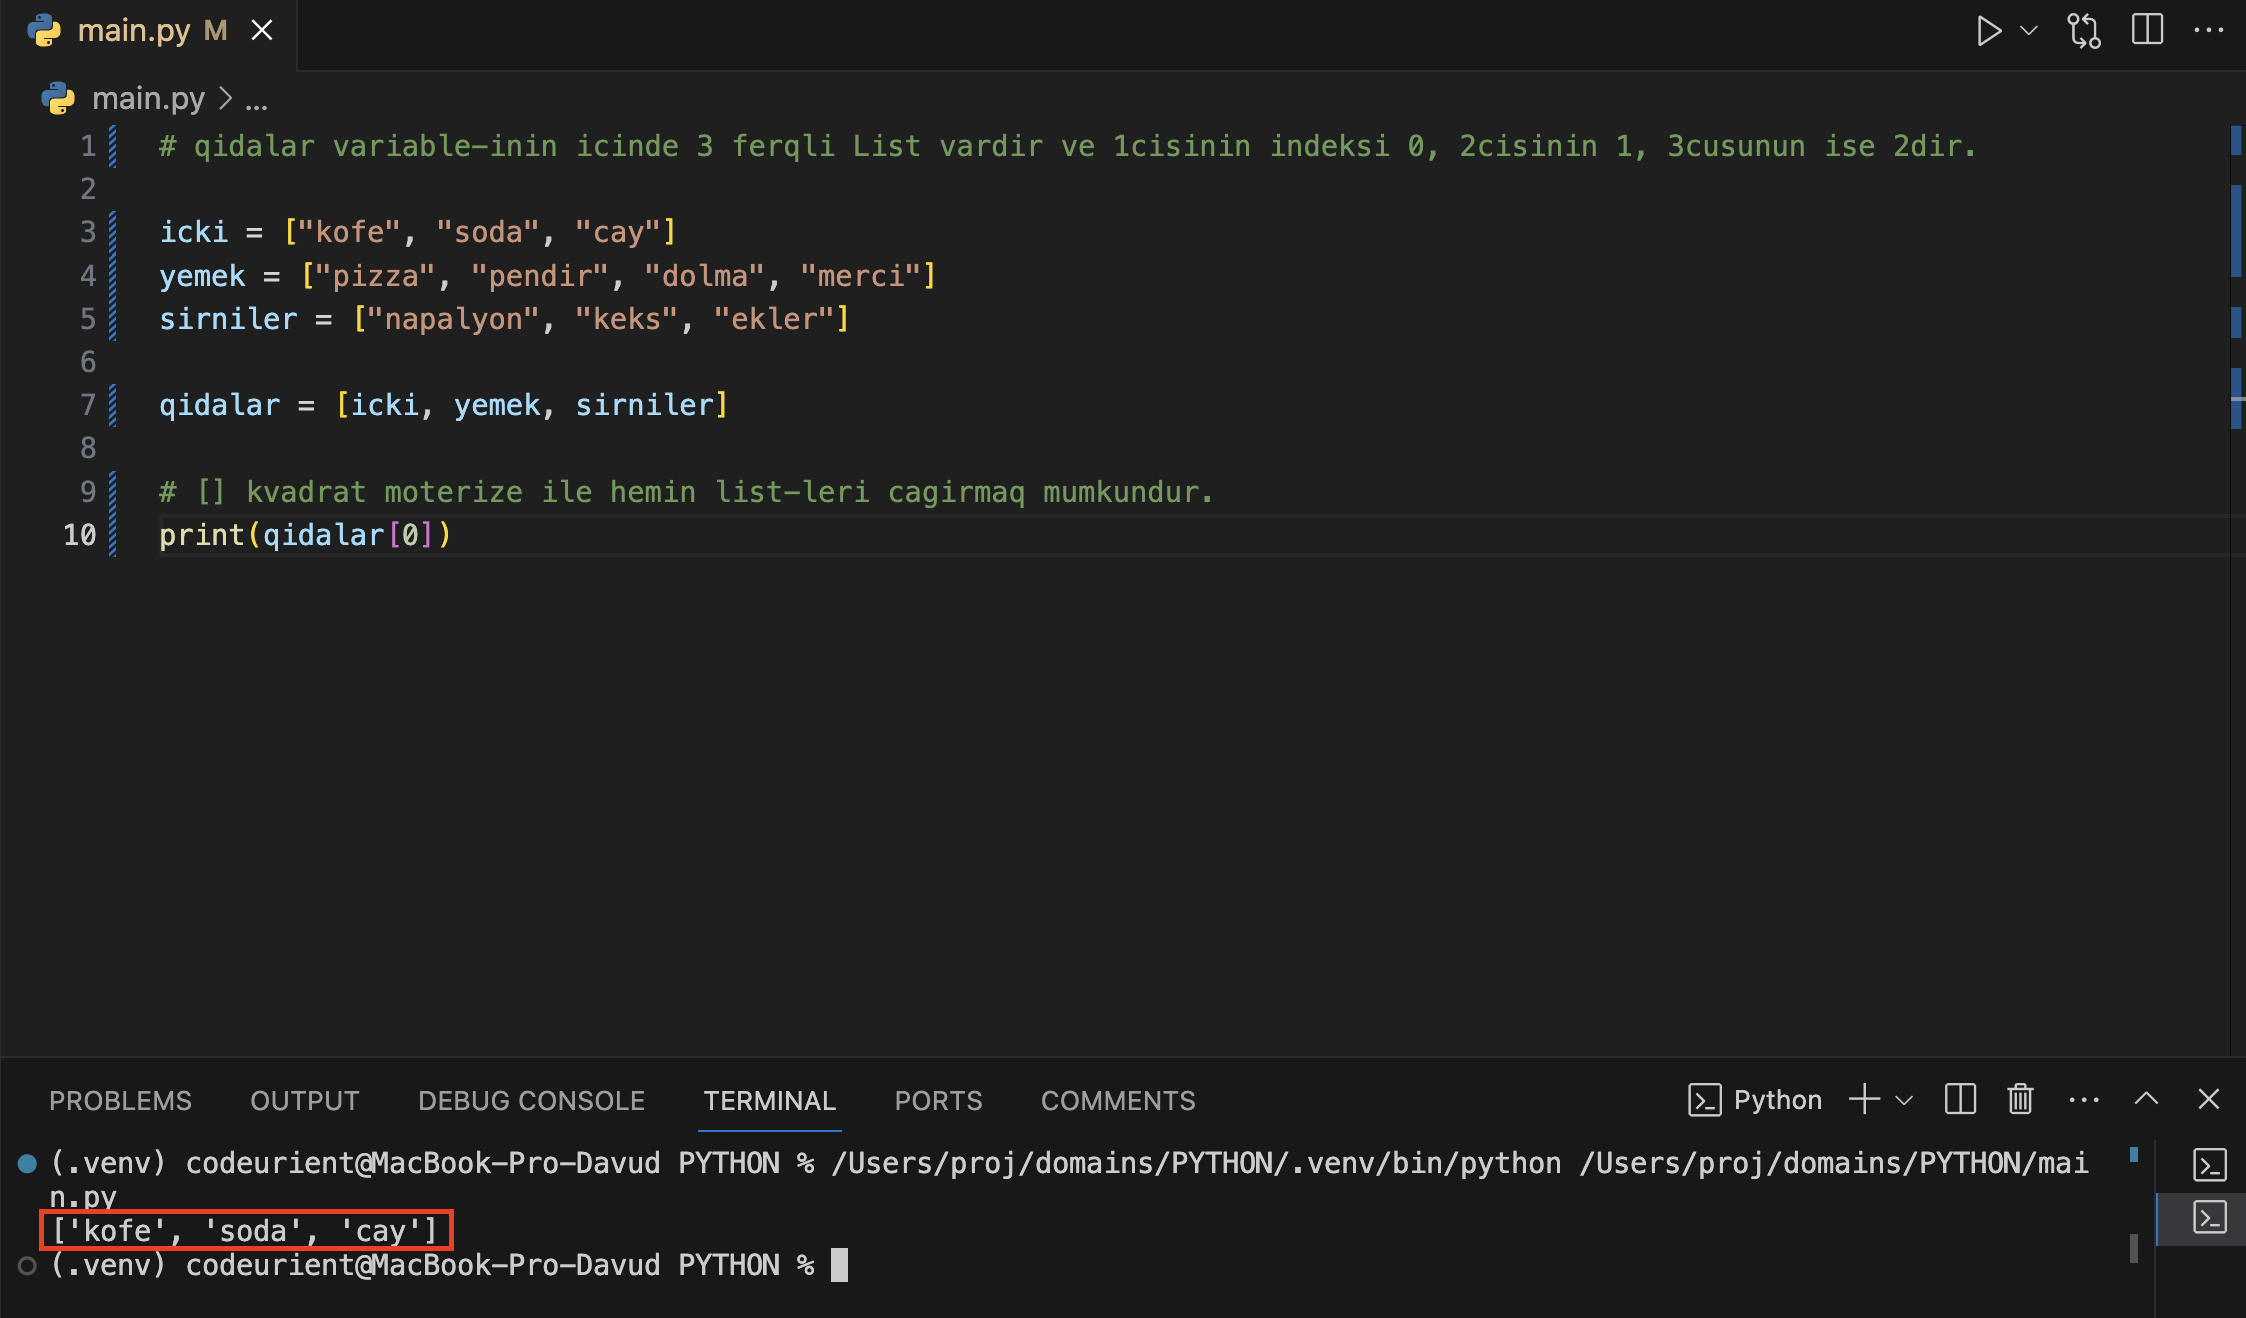 main.py M
main.py > ...
1 # qidalar variable-inin icinde 3 ferqli List vardir ve 1cisinin indeksi 0, 2cisinin 1, 3cusunun ise 2dir.
2
3 icki = ["kofe", "soda", "cay"]
4 yemek = ["pizza", "pendir", "dolma", "merci"]
5 sirniler = ["napalyon", "keks", "ekler"]
6
7 qidalar = [icki, yemek, sirniler]
8
9 # [] kvadrat moterize ile hemin list-leri cagirmaq mumkundur.
10 print(qidalar[0])
PROBLEMS OUTPUT DEBUG CONSOLE TERMINAL PORTS COMMENTS Python
(.venv) codeurient@MacBook-Pro-Davud PYTHON % /Users/proj/domains/PYTHON/.venv/bin/python /Users/proj/domains/PYTHON/mai
n.py
['kofe', 'soda', 'cay']
(.venv) codeurient@MacBook-Pro-Davud PYTHON %